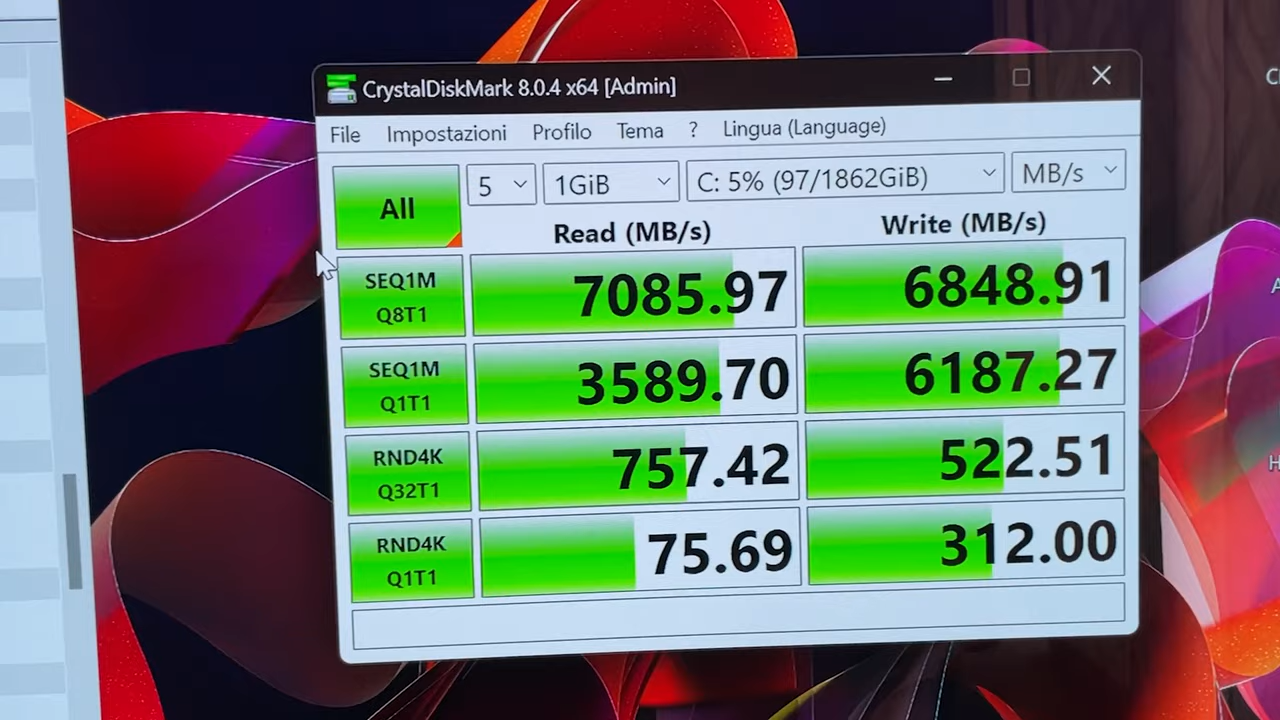 CrystalDiskMark 8.0.4 x64 [Admin]
File Impostazioni Profilo Tema ? Lingua (Language)
All 5 1GiB C: 5% (97/1862GiB) MB/s
Read (MB/s) Write (MB/s)
SEQ1M
Q8T1 7085.97 6848.91
SEQ1M
Q1T1 3589.70 6187.27
RND4K
Q32T1 757.42 522.51
RND4K
Q1T1 75.69 312.00